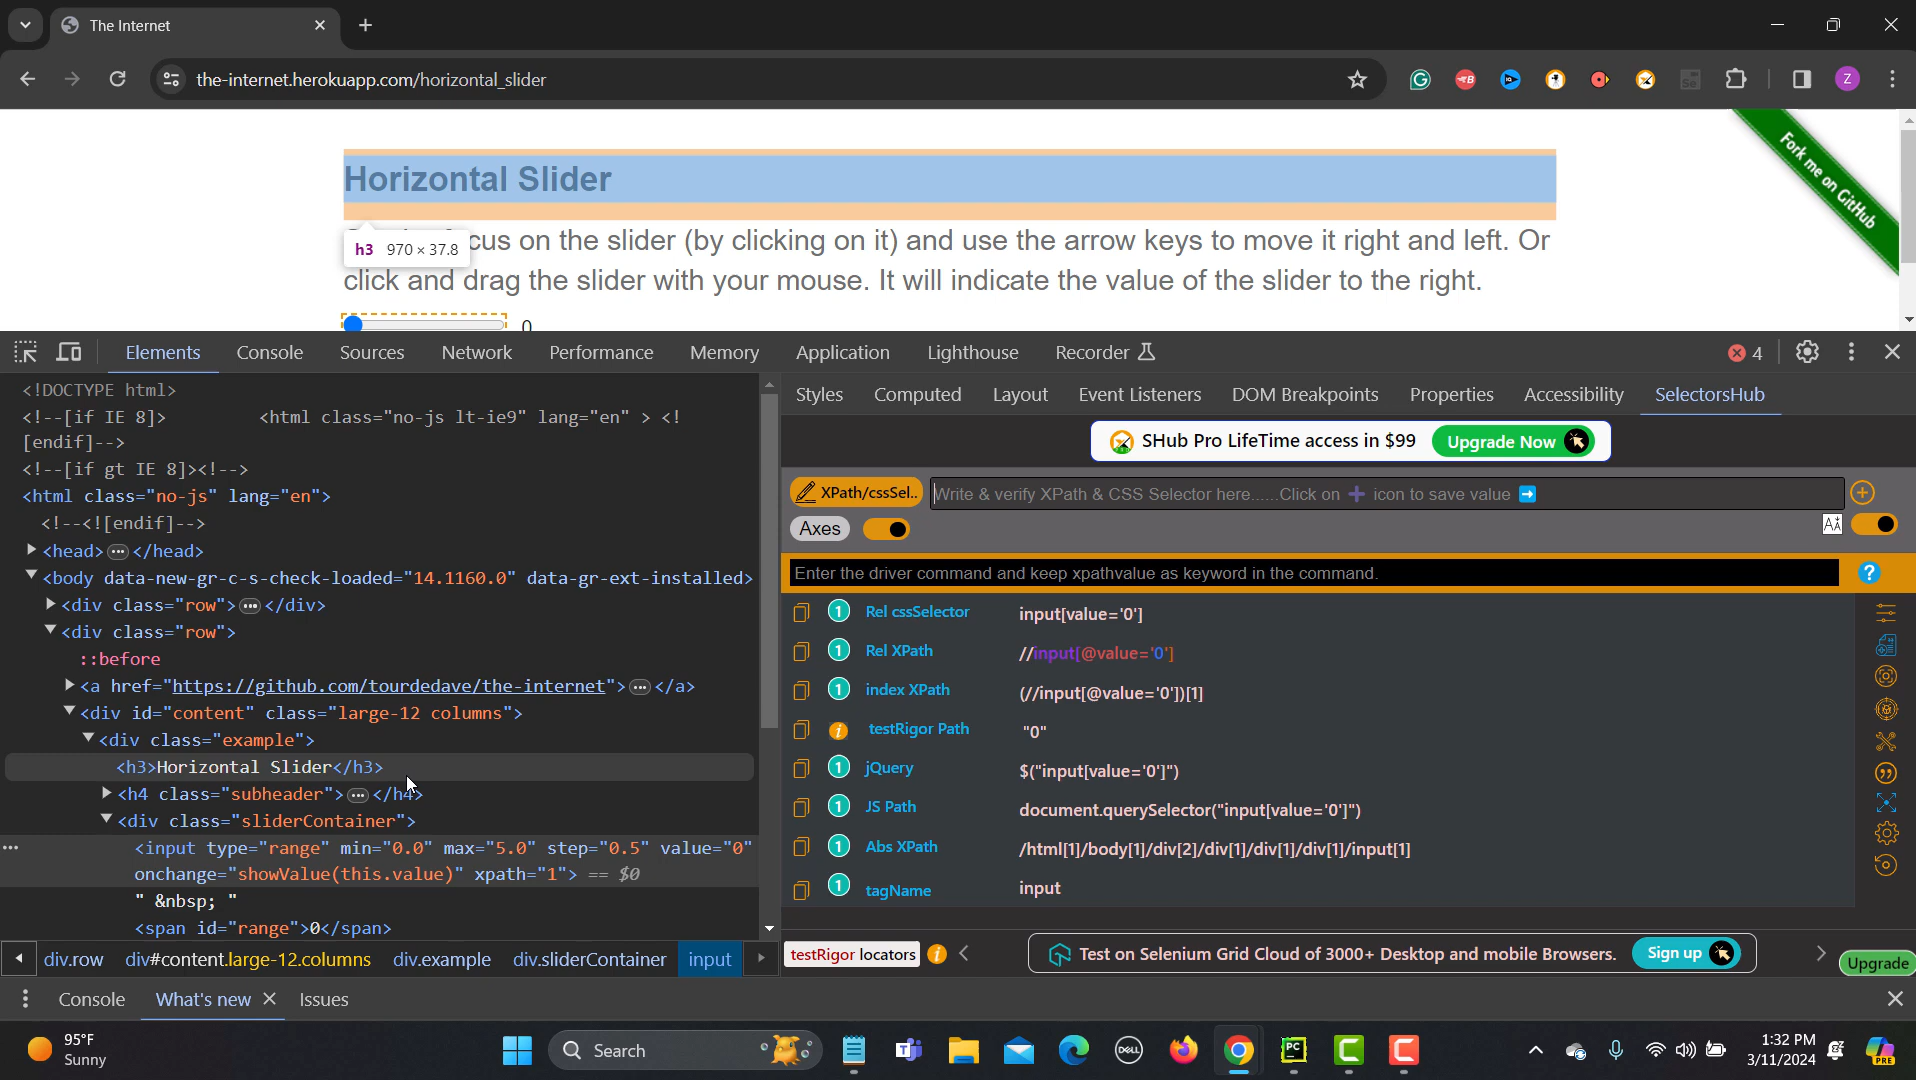 The Internet
the-internet.herokuapp.com/horizontal_slider
Z
Fork me on GitHub
Horizontal Slider
h3 970 × 37.8
cus on the slider (by clicking on it) and use the arrow keys to move it right and left. Or
click and drag the slider with your mouse. It will indicate the value of the slider to the right.
0
Elements Console Sources Network Performance Memory Application Lighthouse Recorder 4
Styles Computed Layout Event Listeners DOM Breakpoints Properties Accessibility SelectorsHub
<!DOCTYPE html>
<!--[if IE 8]> <html class="no-js lt-ie9" lang="en" > <!
[endif]-->
<!--[if gt IE 8]><!-->
<html class="no-js" lang="en">
<!--<![endif]-->
<head> ••• </head>
<body data-new-gr-c-s-check-loaded="14.1160.0" data-gr-ext-installed>
<div class="row"> ••• </div>
<div class="row">
::before
<a href="https://github.com/tourdedave/the-internet"> ••• </a>
<div id="content" class="large-12 columns">
<div class="example">
<h3>Horizontal Slider</h3>
<h4 class="subheader"> ••• </h4>
<div class="sliderContainer">
<input type="range" min="0.0" max="5.0" step="0.5" value="0"
onchange="showValue(this.value)" xpath="1"> == $0
" &nbsp; "
<span id="range">0</span>
div.row div#content.large-12.columns div.example div.sliderContainer input
SHub Pro LifeTime access in $99 Upgrade Now
XPath/cssSel.. Write & verify XPath & CSS Selector here......Click on + icon to save value
Axes
Enter the driver command and keep xpathvalue as keyword in the command. ?
1 Rel cssSelector input[value='0']
1 Rel XPath //input[@value='0']
1 index XPath (//input[@value='0'])[1]
i testRigor Path "0"
1 jQuery $("input[value='0']")
1 JS Path document.querySelector("input[value='0']")
1 Abs XPath /html[1]/body[1]/div[2]/div[1]/div[1]/div[1]/input[1]
1 tagName input
testRigor locators i Test on Selenium Grid Cloud of 3000+ Desktop and mobile Browsers. Sign up Upgrade
Console What's new Issues
95°F
Sunny
Search
DELL
PC
1:32 PM
3/11/2024
PRE